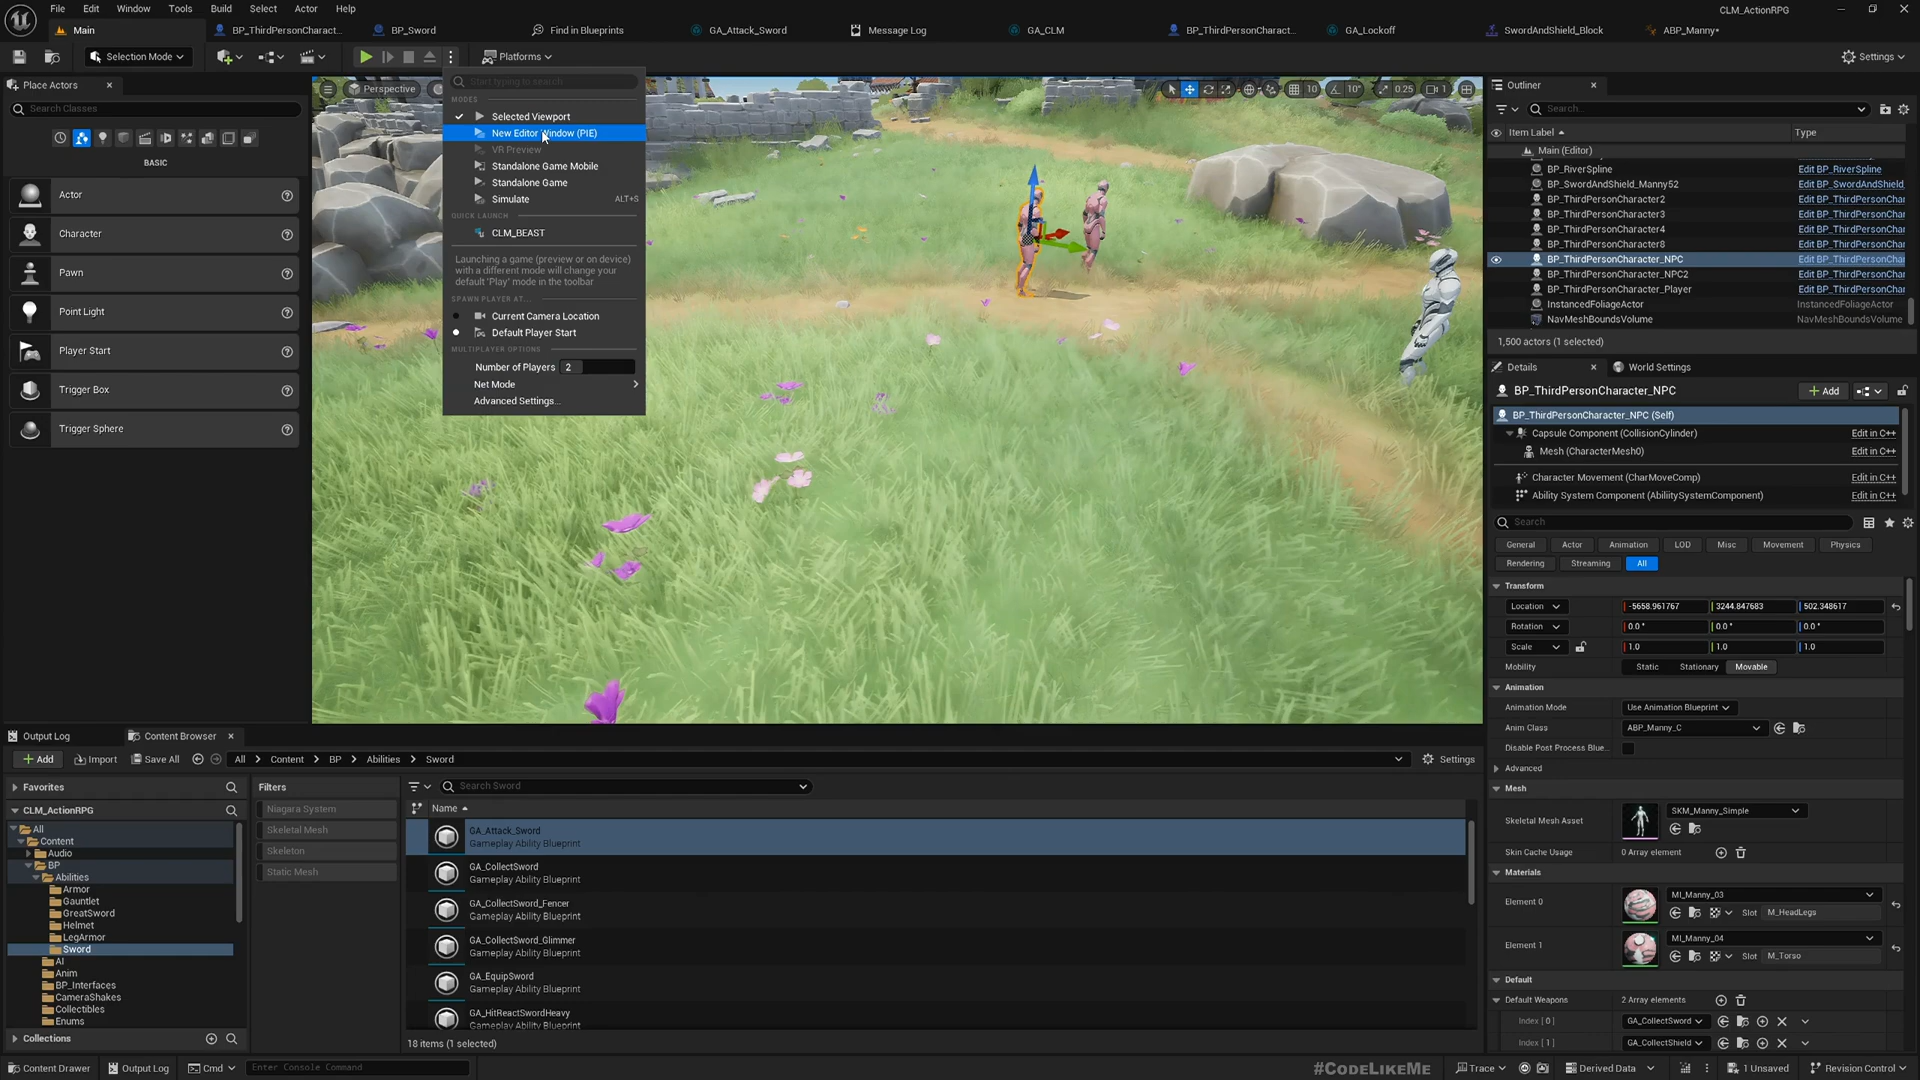 File Edit Window Tools Build Select Actor Help
CLM_ActionRPG
Main BP_ThirdPersonCharact... BP_Sword Find in Blueprints GA_Attack_Sword Message Log GA_CLM BP_ThirdPersonCharact... GA_Lockoff SwordAndShield_Block ABP_Manny*
Selection Mode
Platforms
Settings
Place Actors
Search Classes
BASIC
Actor
Character
Pawn
Point Light
Player Start
Trigger Box
Trigger Sphere
Perspective
10 10° 0.25 1
Start typing to search
MODES
Selected Viewport
New Editor Window (PIE)
VR Preview
Standalone Game Mobile
Standalone Game
Simulate ALT+S
QUICK LAUNCH
CLM_BEAST
Launching a game (preview or on device)
with a different mode will change your
default 'Play' mode in the toolbar
SPAWN PLAYER AT...
Current Camera Location
Default Player Start
MULTIPLAYER OPTIONS
Number of Players 2
Net Mode
Advanced Settings...
Outliner
Search...
Item Label Type
Main (Editor)
BP_RiverSpline Edit BP_RiverSpline
BP_SwordAndShield_Manny52 Edit BP_SwordAndShield_
BP_ThirdPersonCharacter2 Edit BP_ThirdPersonChar
BP_ThirdPersonCharacter3 Edit BP_ThirdPersonChar
BP_ThirdPersonCharacter4 Edit BP_ThirdPersonChar
BP_ThirdPersonCharacter8 Edit BP_ThirdPersonChar
BP_ThirdPersonCharacter_NPC Edit BP_ThirdPersonChar
BP_ThirdPersonCharacter_NPC2 Edit BP_ThirdPersonChar
BP_ThirdPersonCharacter_Player Edit BP_ThirdPersonChar
InstancedFoliageActor InstancedFoliageActor
NavMeshBoundsVolume NavMeshBoundsVolume
1,500 actors (1 selected)
Details World Settings
BP_ThirdPersonCharacter_NPC Add
BP_ThirdPersonCharacter_NPC (Self)
Capsule Component (CollisionCylinder) Edit in C++
Mesh (CharacterMesh0) Edit in C++
Character Movement (CharMoveComp) Edit in C++
Ability System Component (AbiliitySystemComponent) Edit in C++
Search
General Actor Animation LOD Misc Movement Physics
Rendering Streaming All
Transform
Location -5658.961767 3244.847683 502.348617
Rotation 0.0° 0.0° 0.0°
Scale 1.0 1.0 1.0
Mobility Static Stationary Movable
Animation
Animation Mode Use Animation Blueprint
Anim Class ABP_Manny_C
Disable Post Process Blue...
Advanced
Mesh
Skeletal Mesh Asset SKM_Manny_Simple
Skin Cache Usage 0 Array element
Materials
Element 0 MI_Manny_03
Slot M_HeadLegs
Element 1 MI_Manny_04
Slot M_Torso
Default
Default Weapons 2 Array elements
Index [ 0 ] GA_CollectSword
Index [ 1 ] GA_CollectShield
Output Log Content Browser
Add Import Save All All > Content > BP > Abilities > Sword Settings
Favorites
CLM_ActionRPG
All
Content
Audio
BP
Abilities
Armor
Gauntlet
GreatSword
Helmet
LegArmor
Sword
AI
Anim
BP_Interfaces
CameraShakes
Collectibles
Enums
Collections
Filters
Niagara System
Skeletal Mesh
Skeleton
Static Mesh
Search Sword
Name
GA_Attack_Sword
Gameplay Ability Blueprint
GA_CollectSword
Gameplay Ability Blueprint
GA_CollectSword_Fencer
Gameplay Ability Blueprint
GA_CollectSword_Glimmer
Gameplay Ability Blueprint
GA_EquipSword
Gameplay Ability Blueprint
GA_HitReactSwordHeavy
Gameplay Ability Blueprint
18 items (1 selected)
Content Drawer Output Log Cmd Enter Console Command
#CodeLikeMe
Trace Derived Data 1 Unsaved Revision Control